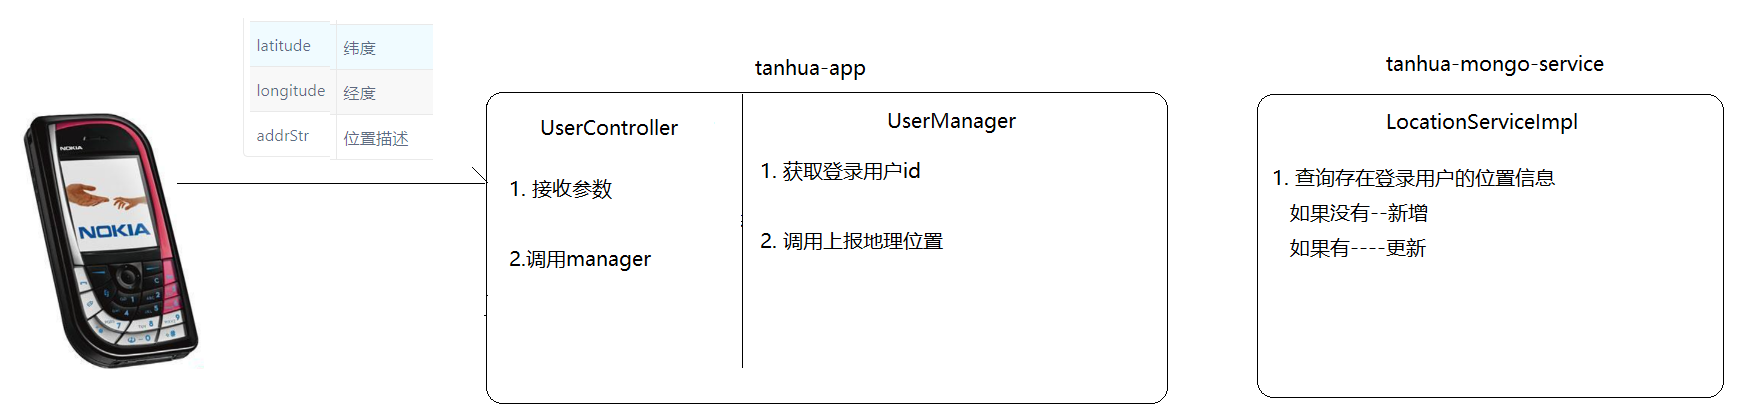 latitude 纬度
longitude 经度
addrStr 位置描述
NOKIA
NOKIA
tanhua-app
UserController
1. 接收参数
2.调用manager
UserManager
1. 获取登录用户id
2. 调用上报地理位置
tanhua-mongo-service
LocationServiceImpl
1. 查询存在登录用户的位置信息
如果没有--新增
如果有----更新